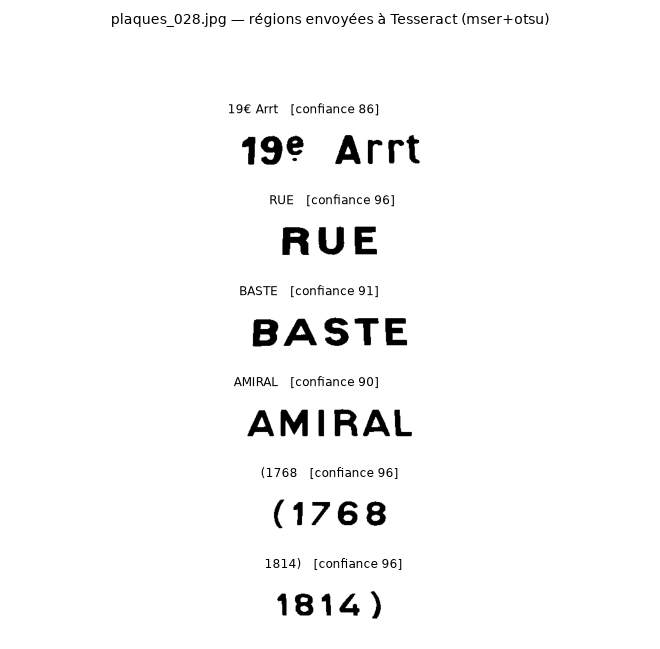 plaques_028.jpg — régions envoyées à Tesseract (mser+otsu)
19€ Arrt [confiance 86]
19e Arrt
RUE [confiance 96]
RUE
BASTE [confiance 91]
BASTE
AMIRAL [confiance 90]
AMIRAL
(1768 [confiance 96]
(1768
1814) [confiance 96]
1814)